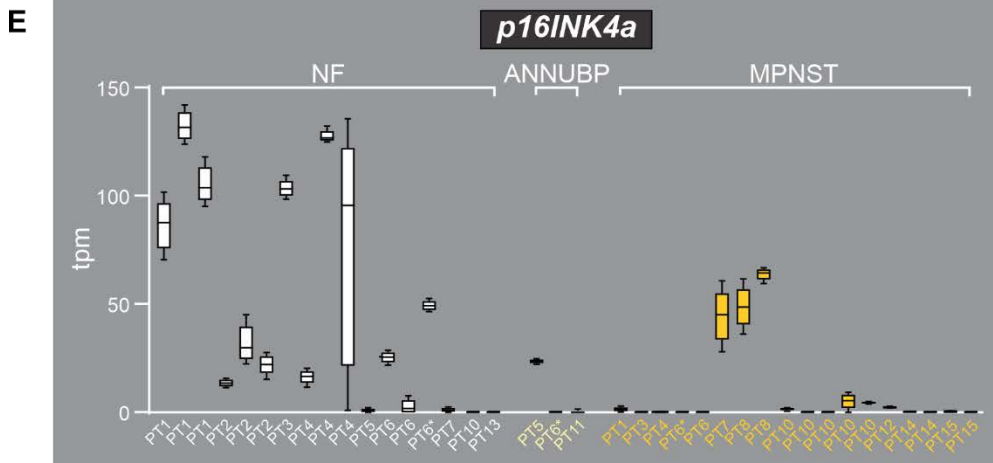 E
p16INK4a
NF ANNUBP MPNST
150
100
50
0
tpm
PT1 PT1 PT1 PT2 PT2 PT2 PT3 PT4 PT4 PT4 PT5 PT6 PT6 PT6* PT7 PT10 PT13 PT5 PT6* PT11 PT1 PT3 PT4 PT6* PT6 PT7 PT8 PT8 PT10 PT10 PT10 PT10 PT10 PT12 PT14 PT14 PT15 PT15